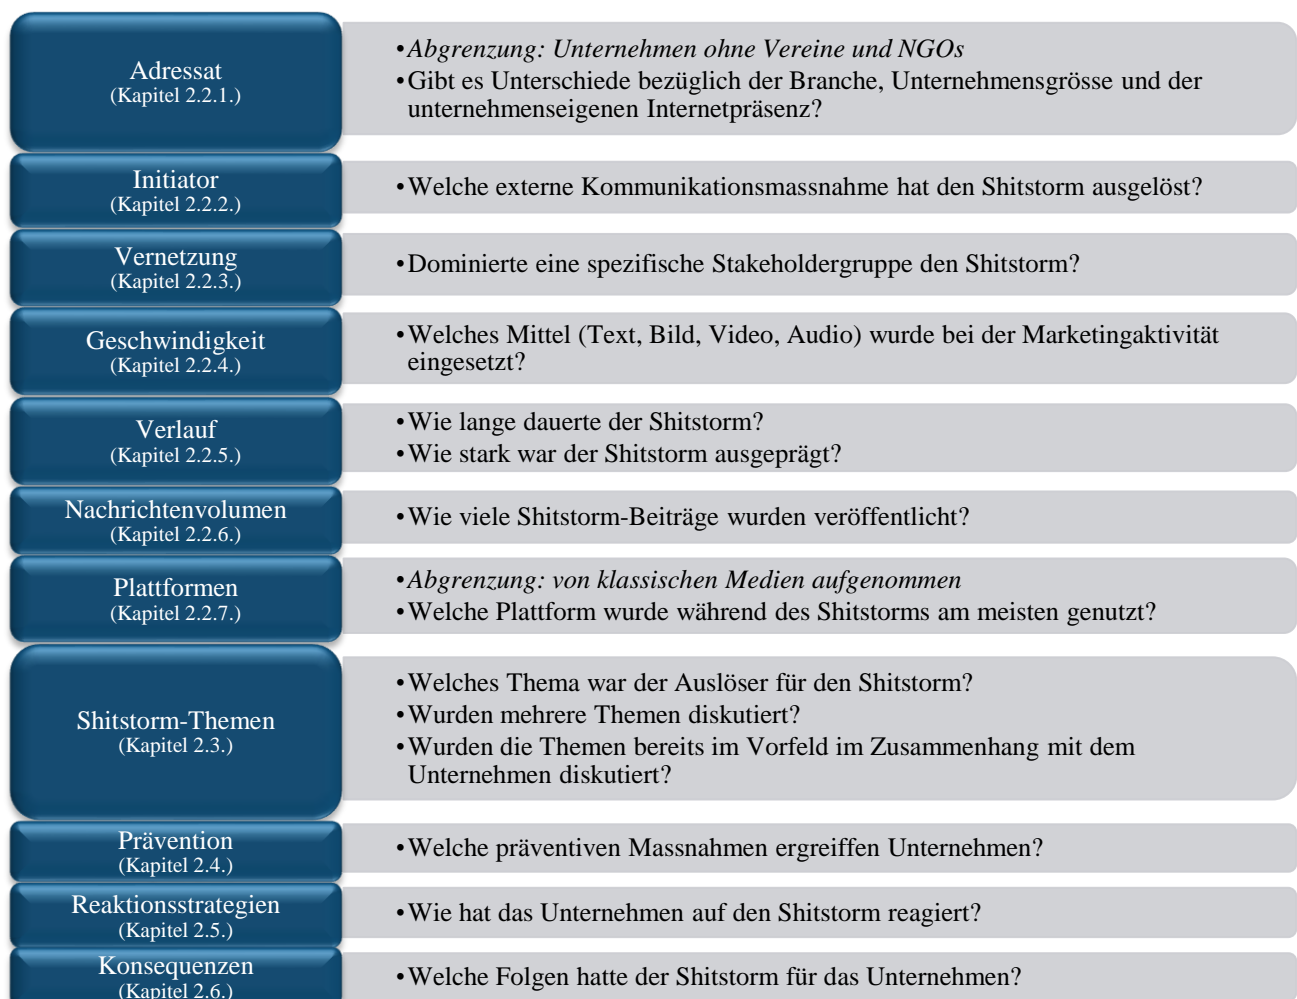 Adressat
(Kapitel 2.2.1.)
•Abgrenzung: Unternehmen ohne Vereine und NGOs
•Gibt es Unterschiede bezüglich der Branche, Unternehmensgrösse und der
unternehmenseigenen Internetpräsenz?
Initiator
(Kapitel 2.2.2.)
•Welche externe Kommunikationsmassnahme hat den Shitstorm ausgelöst?
Vernetzung
(Kapitel 2.2.3.)
•Dominierte eine spezifische Stakeholdergruppe den Shitstorm?
Geschwindigkeit
(Kapitel 2.2.4.)
•Welches Mittel (Text, Bild, Video, Audio) wurde bei der Marketingaktivität
eingesetzt?
Verlauf
(Kapitel 2.2.5.)
•Wie lange dauerte der Shitstorm?
•Wie stark war der Shitstorm ausgeprägt?
Nachrichtenvolumen
(Kapitel 2.2.6.)
•Wie viele Shitstorm-Beiträge wurden veröffentlicht?
Plattformen
(Kapitel 2.2.7.)
•Abgrenzung: von klassischen Medien aufgenommen
•Welche Plattform wurde während des Shitstorms am meisten genutzt?
Shitstorm-Themen
(Kapitel 2.3.)
•Welches Thema war der Auslöser für den Shitstorm?
•Wurden mehrere Themen diskutiert?
•Wurden die Themen bereits im Vorfeld im Zusammenhang mit dem
Unternehmen diskutiert?
Prävention
(Kapitel 2.4.)
•Welche präventiven Massnahmen ergreifen Unternehmen?
Reaktionsstrategien
(Kapitel 2.5.)
•Wie hat das Unternehmen auf den Shitstorm reagiert?
Konsequenzen
(Kapitel 2.6.)
•Welche Folgen hatte der Shitstorm für das Unternehmen?